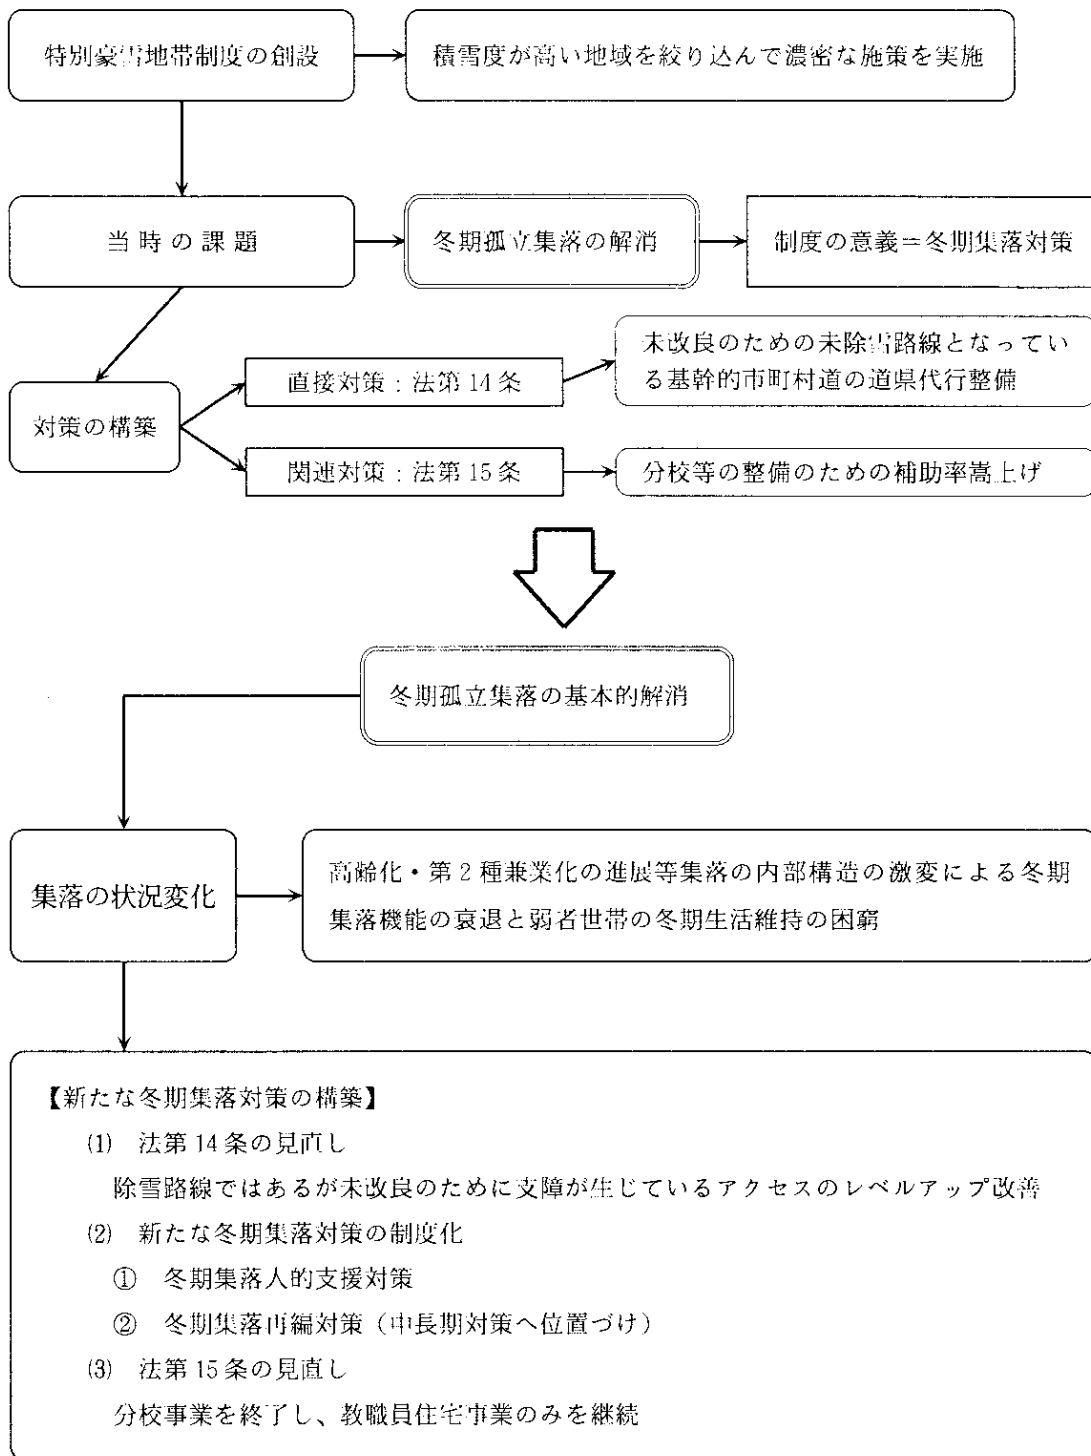 特別豪雪地帯制度の創設
積雪度が高い地域を絞り込んで濃密な施策を実施
当時の課題
冬期孤立集落の解消
制度の意義＝冬期集落対策
対策の構築
直接対策：法第14条
未改良のための未除雪路線となってい
る基幹的市町村道の道県代行整備
関連対策：法第15条
分校等の整備のための補助率嵩上げ
冬期孤立集落の基本的解消
集落の状況変化
高齢化・第2種兼業化の進展等集落の内部構造の激変による冬期
集落機能の衰退と弱者世帯の冬期生活維持の困窮
【新たな冬期集落対策の構築】
(1)　法第14条の見直し
除雪路線ではあるが未改良のために支障が生じているアクセスのレベルアップ改善
(2)　新たな冬期集落対策の制度化
①　冬期集落人的支援対策
②　冬期集落再編対策（中長期対策へ位置づけ）
(3)　法第15条の見直し
分校事業を終了し、教職員住宅事業のみを継続